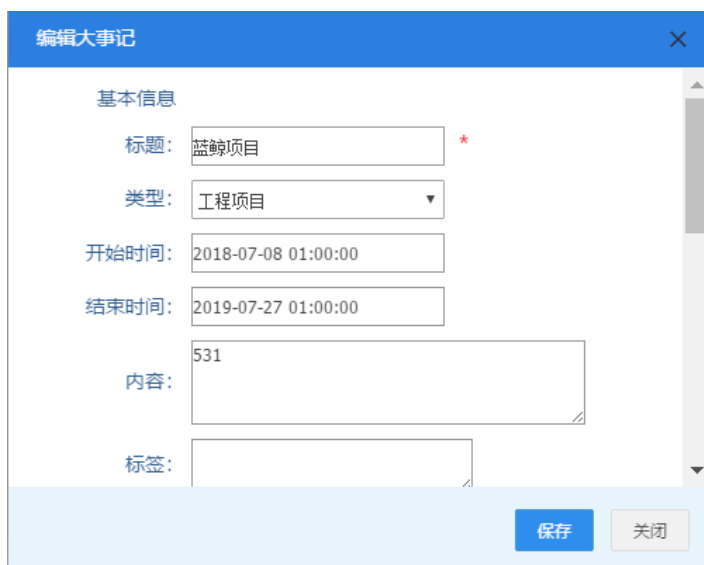 编辑大事记
基本信息
标题: 蓝鲸项目 *
类型: 工程项目
开始时间: 2018-07-08 01:00:00
结束时间: 2019-07-27 01:00:00
内容: 531
标签:
保存 关闭